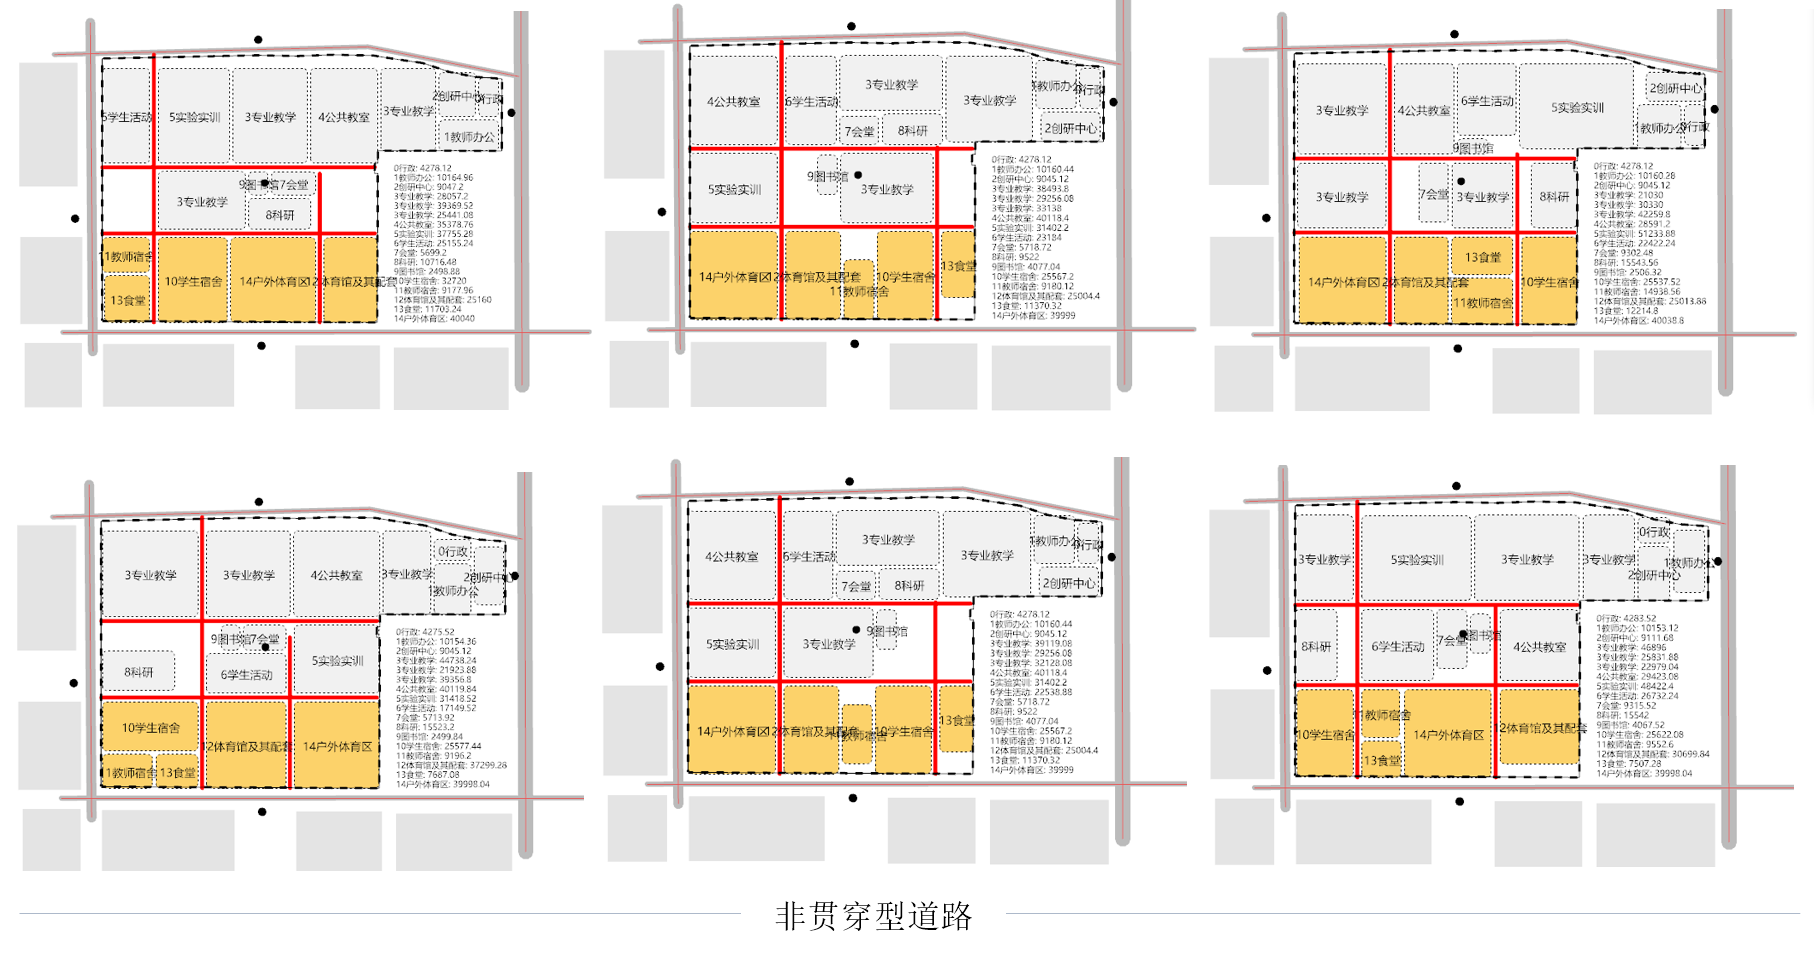 5学生活动
5实验实训
3专业教学
4公共教室
3专业教学
2创研中心
0行政
1教师办公
3专业教学
9图书馆
7会堂
8科研
11教师宿舍
13食堂
10学生宿舍
14户外体育区
12体育馆及其配套
0行政: 4278.12
1教师办公: 10164.96
2创研中心: 9047.2
3专业教学: 28057.2
3专业教学: 39369.52
3专业教学: 25441.08
4公共教室: 35378.76
5实验实训: 37755.28
6学生活动: 25155.24
7会堂: 5699.2
8科研: 10716.48
9图书馆: 2498.88
10学生宿舍: 32720
11教师宿舍: 9177.96
12体育馆及其配套: 25160
13食堂: 11703.24
14户外体育区: 40040
4公共教室
6学生活动
3专业教学
7会堂
8科研
3专业教学
1教师办公
0行政
2创研中心
5实验实训
9图书馆
3专业教学
14户外体育区
12体育馆及其配套
11教师宿舍
10学生宿舍
13食堂
0行政: 4278.12
1教师办公: 10160.44
2创研中心: 9045.12
3专业教学: 38493.8
3专业教学: 29256.08
3专业教学: 33138
4公共教室: 40118.4
5实验实训: 31402.2
6学生活动: 23184
7会堂: 5718.72
8科研: 9522
9图书馆: 4077.04
10学生宿舍: 25567.2
11教师宿舍: 9180.12
12体育馆及其配套: 25004.4
13食堂: 11370.32
14户外体育区: 39999
3专业教学
4公共教室
6学生活动
5实验实训
2创研中心
1教师办公
0行政
9图书馆
3专业教学
7会堂
3专业教学
8科研
14户外体育区
12体育馆及其配套
13食堂
11教师宿舍
10学生宿舍
0行政: 4278.12
1教师办公: 10160.28
2创研中心: 9045.12
3专业教学: 21030
3专业教学: 30330
3专业教学: 42259.8
4公共教室: 28591.2
5实验实训: 51233.88
6学生活动: 22422.24
7会堂: 9302.48
8科研: 15543.56
9图书馆: 2506.32
10学生宿舍: 25537.52
11教师宿舍: 14938.56
12体育馆及其配套: 25013.88
13食堂: 12214.8
14户外体育区: 40038.8
3专业教学
3专业教学
4公共教室
3专业教学
0行政
2创研中心
1教师办公
9图书馆
7会堂
8科研
6学生活动
5实验实训
10学生宿舍
11教师宿舍
13食堂
12体育馆及其配套
14户外体育区
0行政: 4275.52
1教师办公: 10154.36
2创研中心: 9045.12
3专业教学: 44738.24
3专业教学: 21923.88
3专业教学: 39356.8
4公共教室: 40119.84
5实验实训: 31418.52
6学生活动: 17149.52
7会堂: 5713.92
8科研: 15523.2
9图书馆: 2499.84
10学生宿舍: 25577.44
11教师宿舍: 9196.2
12体育馆及其配套: 37299.28
13食堂: 7687.08
14户外体育区: 39998.04
4公共教室
6学生活动
3专业教学
7会堂
8科研
3专业教学
1教师办公
0行政
2创研中心
5实验实训
3专业教学
9图书馆
14户外体育区
12体育馆及其配套
11教师宿舍
10学生宿舍
13食堂
0行政: 4278.12
1教师办公: 10160.44
2创研中心: 9045.12
3专业教学: 39119.08
3专业教学: 29256.08
3专业教学: 32128.08
4公共教室: 40118.4
5实验实训: 31402.2
6学生活动: 22538.88
7会堂: 5718.72
8科研: 9522
9图书馆: 4077.04
10学生宿舍: 25567.2
11教师宿舍: 9180.12
12体育馆及其配套: 25004.4
13食堂: 11370.32
14户外体育区: 39999
3专业教学
5实验实训
3专业教学
3专业教学
0行政
2创研中心
1教师办公
8科研
6学生活动
7会堂
9图书馆
4公共教室
10学生宿舍
11教师宿舍
13食堂
14户外体育区
12体育馆及其配套
0行政: 4283.52
1教师办公: 10153.12
2创研中心: 9111.68
3专业教学: 46896
3专业教学: 25831.88
3专业教学: 22979.04
4公共教室: 29423.08
5实验实训: 48422.4
6学生活动: 26732.24
7会堂: 9315.52
8科研: 15542
9图书馆: 4067.52
10学生宿舍: 25622.08
11教师宿舍: 9552.6
12体育馆及其配套: 30699.84
13食堂: 7507.28
14户外体育区: 39998.04
非贯穿型道路